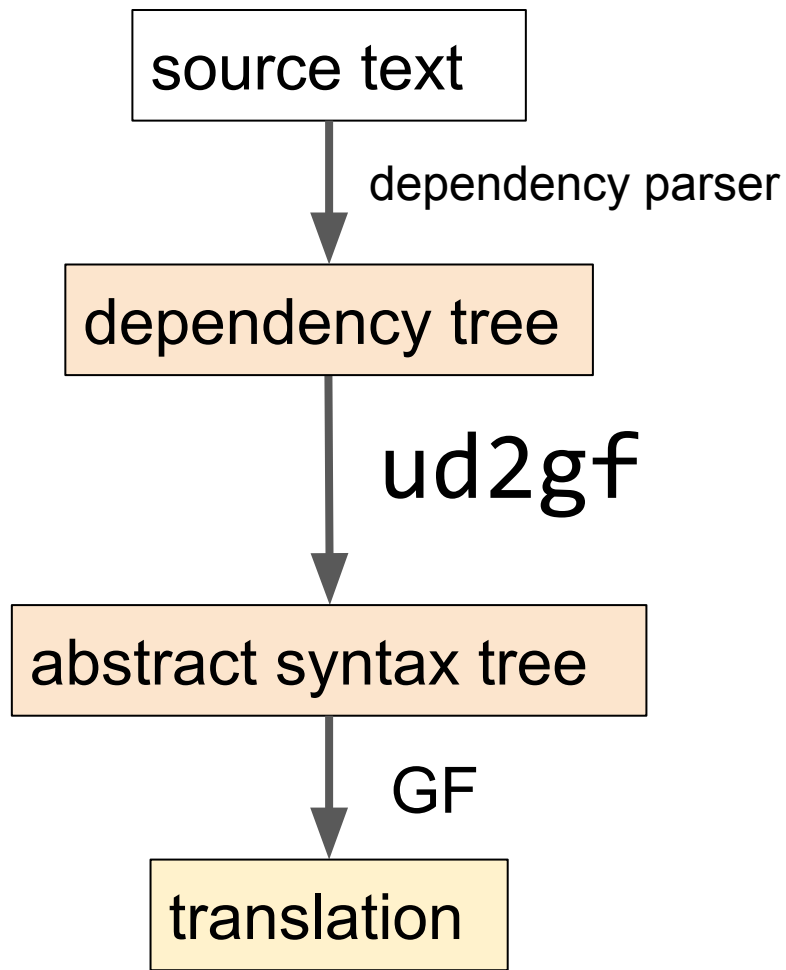 source text
dependency parser
dependency tree
ud2gf
abstract syntax tree
GF
translation